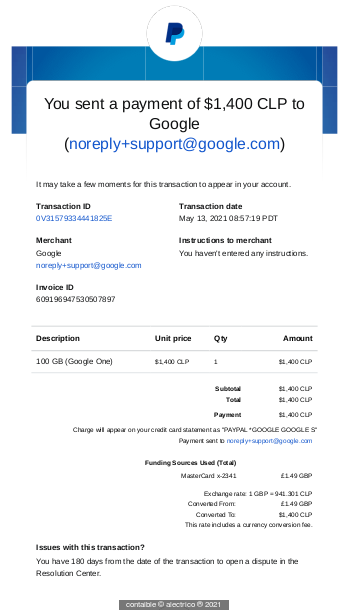 You sent a payment of $1,400 CLP to
Google
(noreply+support@google.com)
It may take a few moments for this transaction to appear in your account.
Transaction ID
0V31579334441825E
Transaction date
May 13, 2021 08:57:19 PDT
Merchant
Google
noreply+support@google.com
Instructions to merchant
You haven't entered any instructions.
Invoice ID
609196947530507897
Description Unit price Qty Amount
100 GB (Google One) $1,400 CLP 1 $1,400 CLP
Subtotal $1,400 CLP
Total $1,400 CLP
Payment $1,400 CLP
Charge will appear on your credit card statement as "PAYPAL *GOOGLE GOOGLE S"
Payment sent to noreply+support@google.com
Funding Sources Used (Total)
MasterCard x-2341 £1.49 GBP
Exchange rate: 1 GBP = 941.301 CLP
Converted From: £1.49 GBP
Converted To: $1,400 CLP
This rate includes a currency conversion fee.
Issues with this transaction?
You have 180 days from the date of the transaction to open a dispute in the
Resolution Center.
contaible © alectrico ® 2021